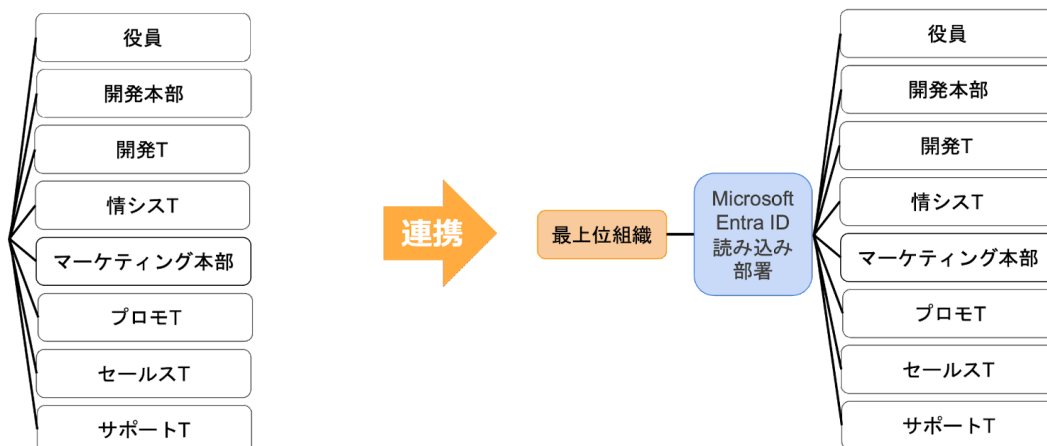 役員
開発本部
開発T
情シスT
マーケティング本部
プロモT
セールスT
サポートT
連携
最上位組織
Microsoft
Entra ID
読み込み
部署
役員
開発本部
開発T
情シスT
マーケティング本部
プロモT
セールスT
サポートT